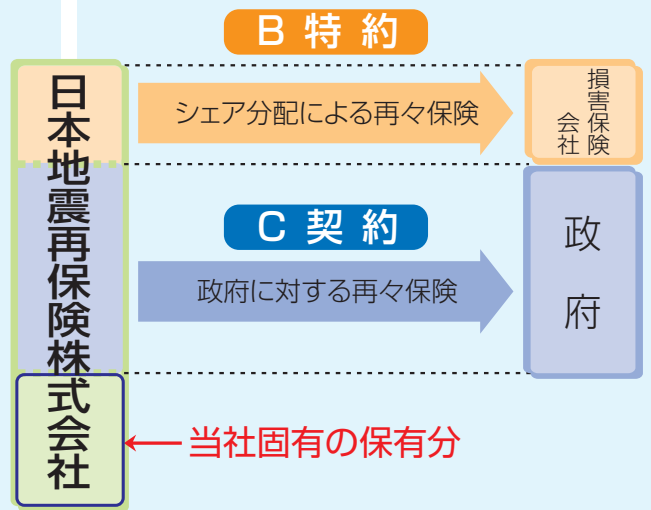 B 特 約
日本地震再保険株式会社
シェア分配による再々保険
損害保険
会社
C 契 約
政府に対する再々保険
政
府
当社固有の保有分